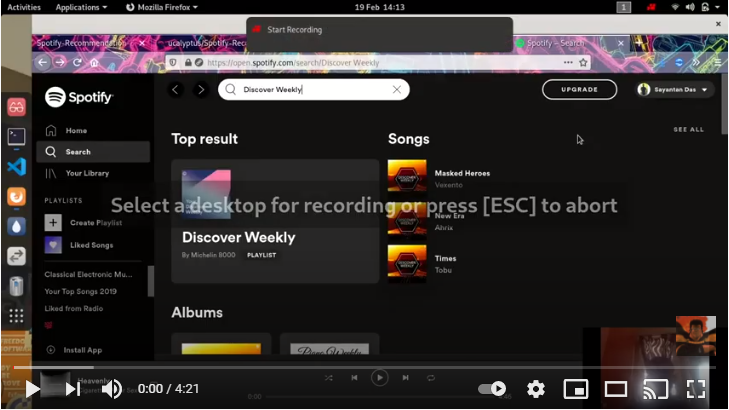 Activities Applications Mozilla Firefox 19 Feb 14:13 1
Start Recording
Spotify-Recommendation ucalyptus/Spotify-Rec Spotify – Search
https://open.spotify.com/search/Discover Weekly
Spotify
Discover Weekly
UPGRADE
Sayantan Das
Home
Search
Your Library
PLAYLISTS
Create Playlist
Liked Songs
Classical Electronic Mu...
Your Top Songs 2019
Liked from Radio
Install App
SEE ALL
Top result
Songs
Masked Heroes
Vexento
Select a desktop for recording or press [ESC] to abort
New Era
Ahrix
Discover Weekly
By Michelin 8000 PLAYLIST
Times
Tobu
Albums
Heavenly
0:00 / 4:21
0:00